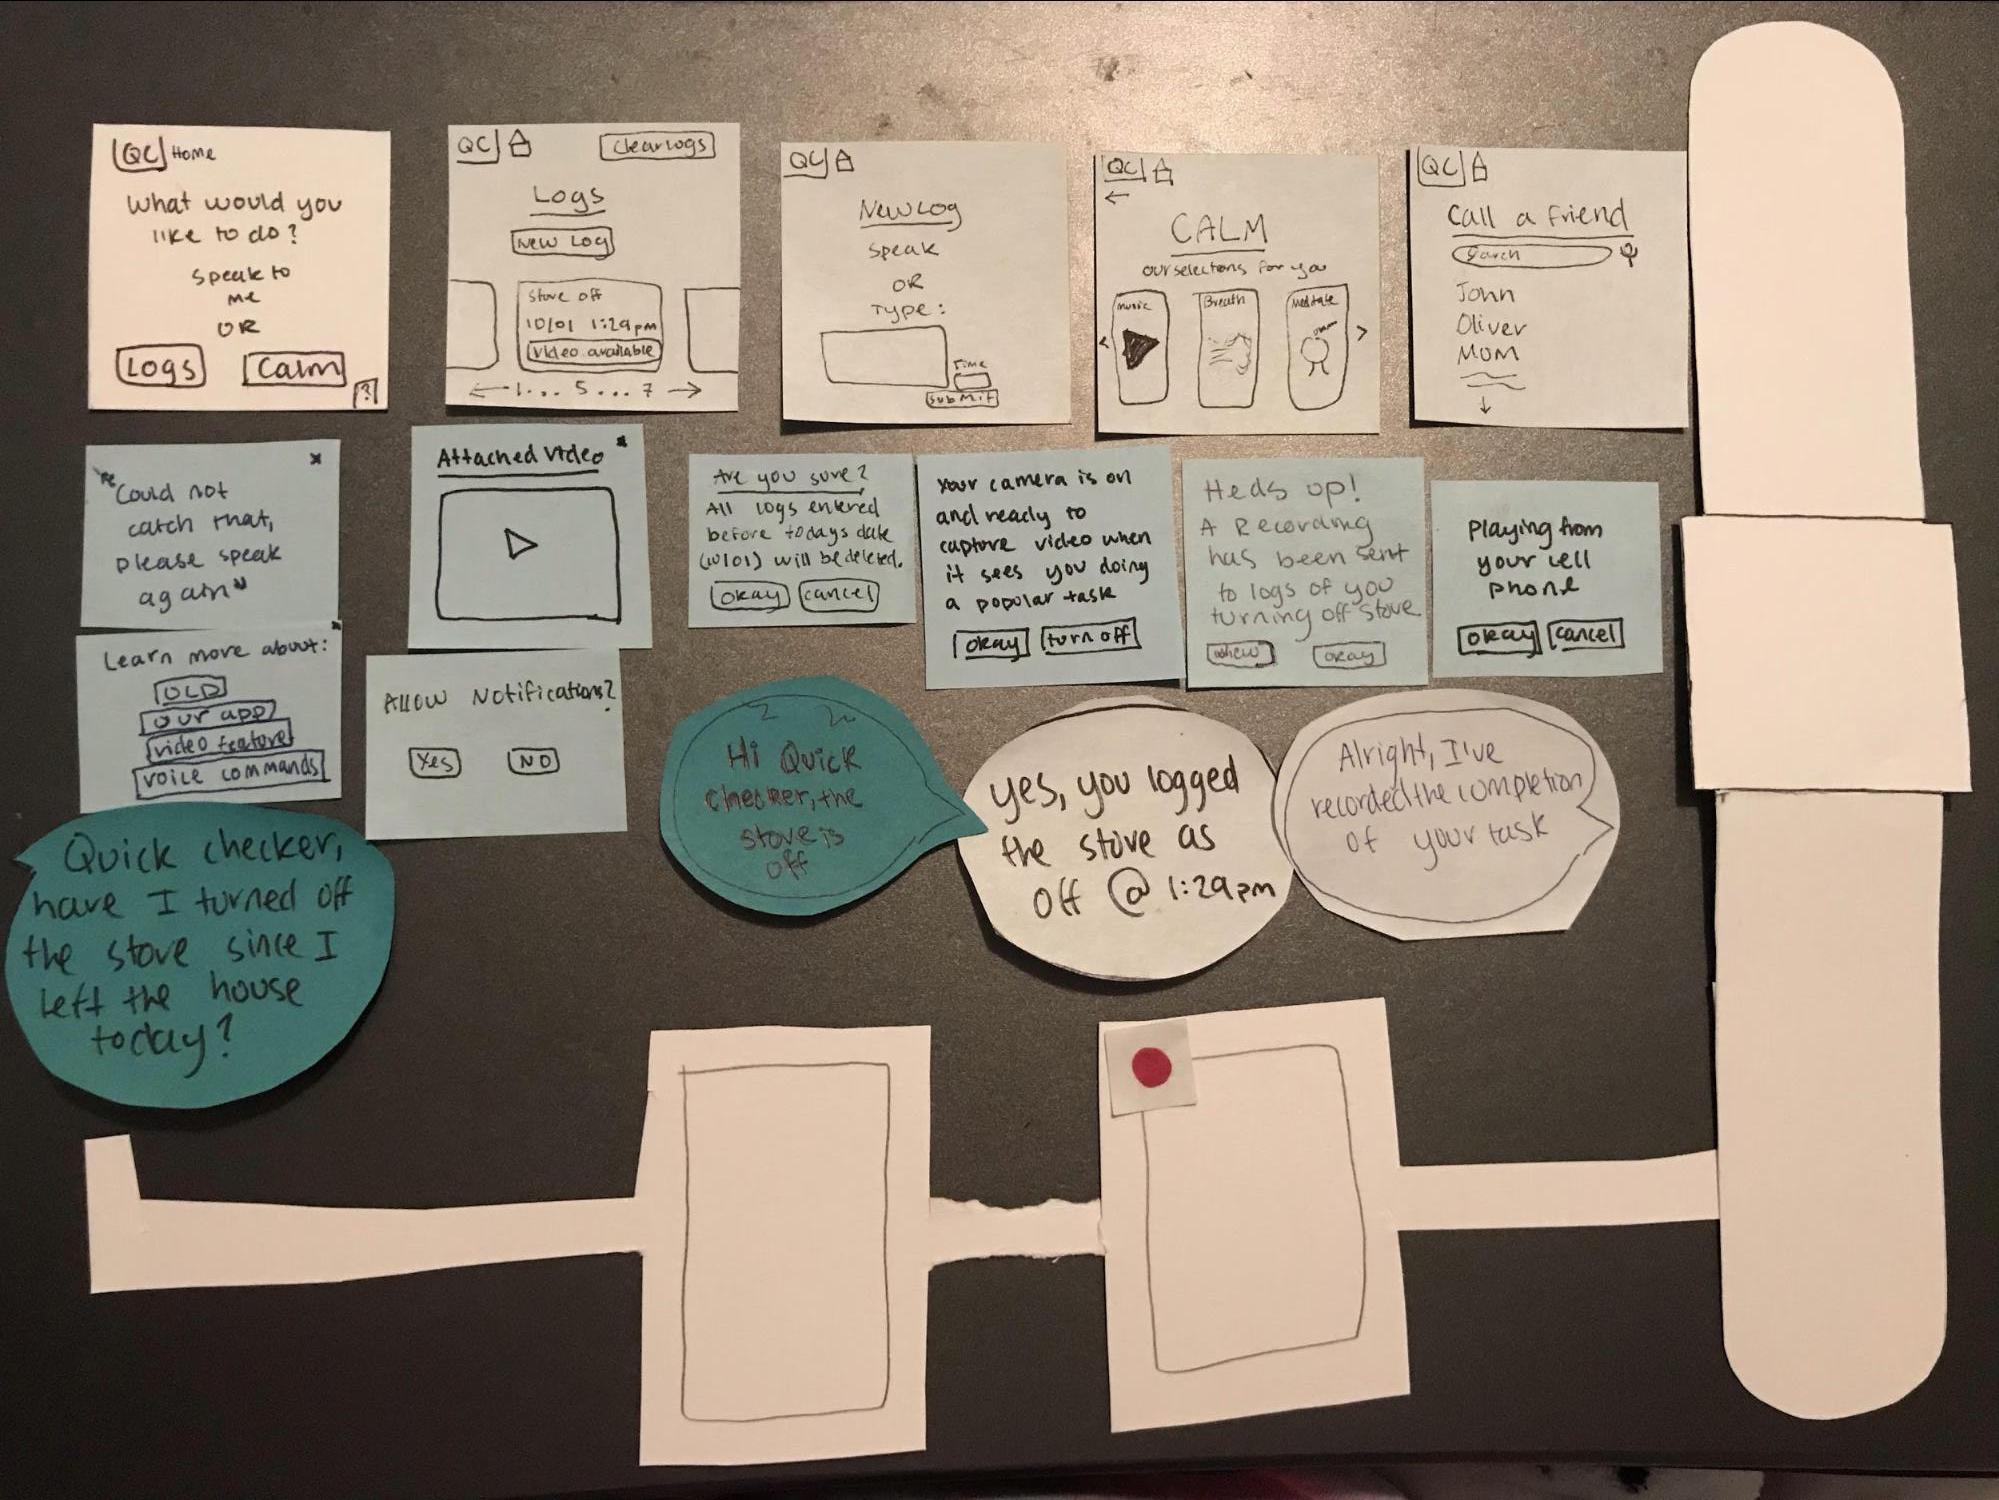 QC Home
What would you
like to do?
Speak to
me
OR
Logs Calm
?
QC Clear logs
Logs
New Log
Stove off
10/01 1:29pm
video available
1... 5 ... 7
QC
New Log
Speak
OR
Type:
Time
submit
QC
CALM
our selections for you
music Breath Meditate
QC
Call a Friend
Search
John
Oliver
Mom
x
"Could not
catch that,
please speak
again"
Attached Video x
Are you sure?
All logs entered
before todays date
(10/01) will be deleted.
okay cancel
Your camera is on
and ready to
capture video when
it sees you doing
a popular task
okay turn off
Heds up!
A Recording
has been sent
to logs of you
turning off stove
okay
Playing from
your cell
phone
okay cancel
x
Learn more about:
OCD
our app
video feature
voice commands
Allow Notifications?
Yes NO
Hi Quick
checker, the
stove is
off
yes, you logged
the stove as
off @ 1:29pm
Alright, I've
recorded the completion
of your task
Quick checker,
have I turned off
the stove since I
left the house
today?